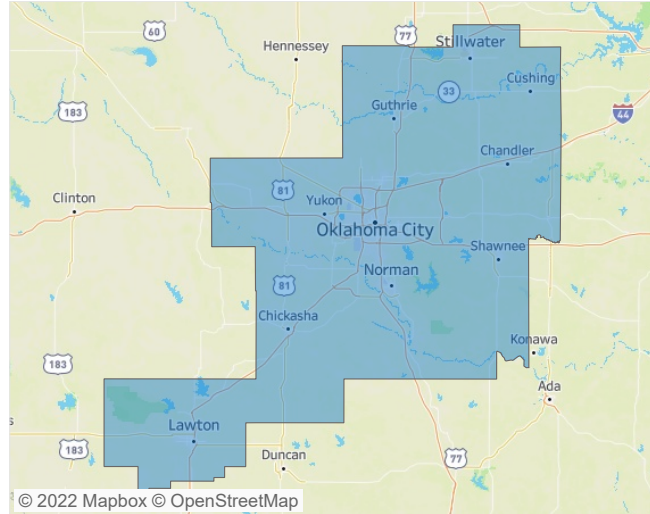 60
77
Hennessey
Stillwater
Cushing
183
33
Guthrie
44
Chandler
81
Clinton
Yukon
Oklahoma City
Shawnee
Norman
81
Chickasha
Konawa
183
Ada
s
Lawton
183
Duncan
77
© 2022 Mapbox © OpenStreetMap